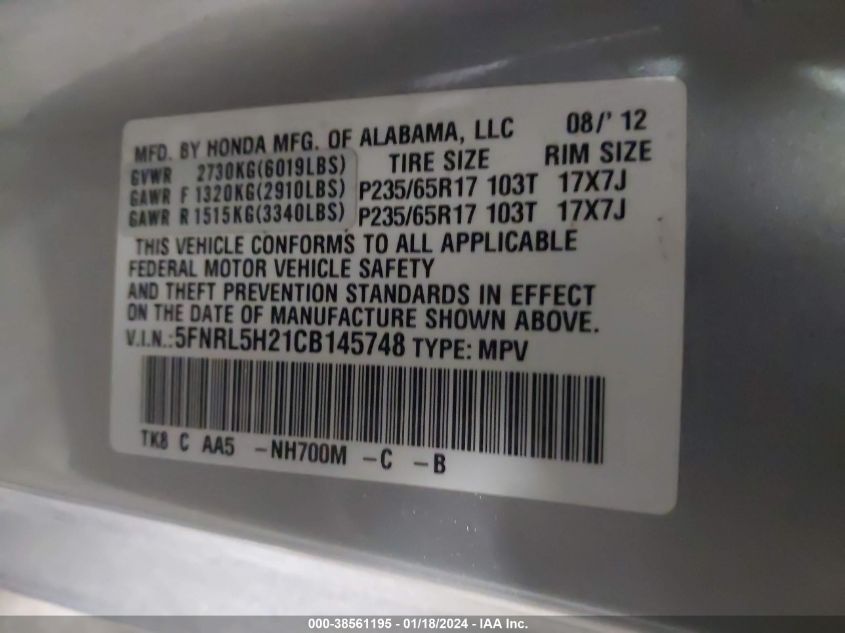 MFD. BY HONDA MFG. OF ALABAMA, LLC 08/' 12
GVWR 2730KG(6019LBS) TIRE SIZE RIM SIZE
GAWR F 1320KG(2910LBS) P235/65R17 103T 17X7J
GAWR R 1515KG(3340LBS) P235/65R17 103T 17X7J
THIS VEHICLE CONFORMS TO ALL APPLICABLE
FEDERAL MOTOR VEHICLE SAFETY
AND THEFT PREVENTION STANDARDS IN EFFECT
ON THE DATE OF MANUFACTURE SHOWN ABOVE.
V.I.N.: 5FNRL5H21CB145748 TYPE: MPV
TK8 C AA5 -NH700M -C -B
000-38561195 - 01/18/2024 - IAA Inc.